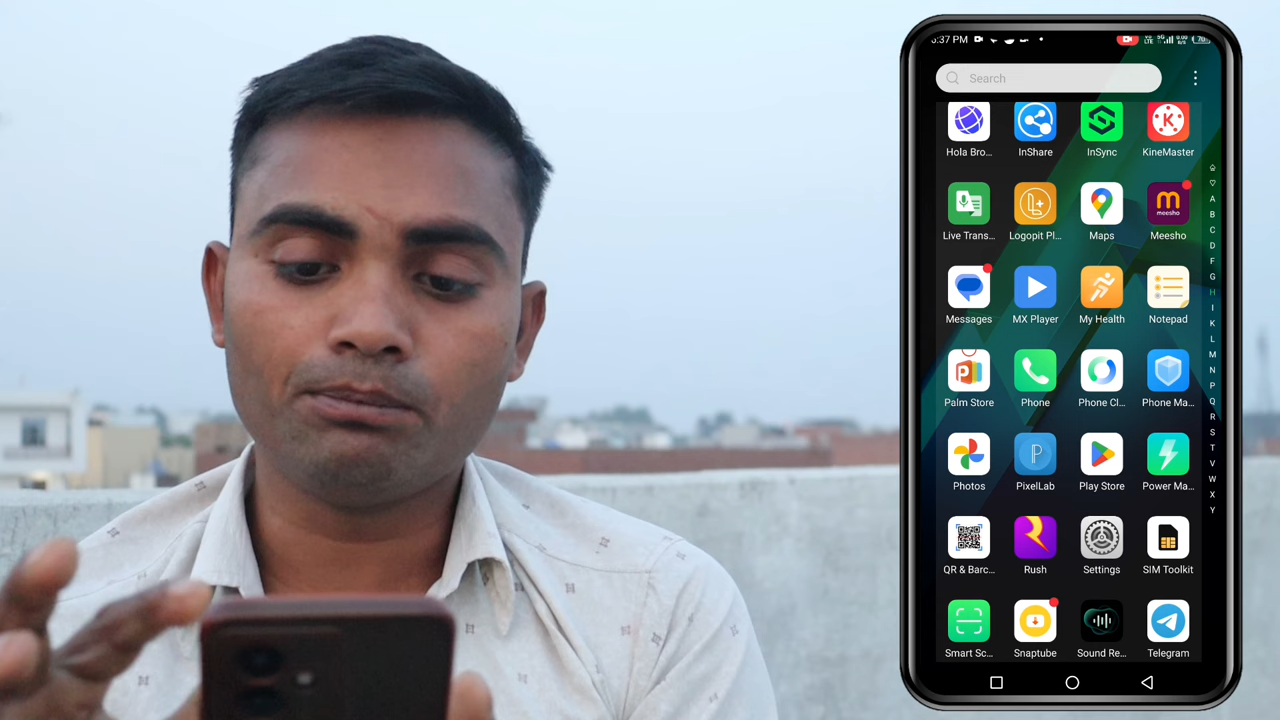 6:37 PM
Search
Hola Bro... InShare InSync KineMaster
Live Trans... Logopit Pl... Maps Meesho
meesho
Messages MX Player My Health Notepad
Palm Store Phone Phone Cl... Phone Ma...
Photos PixelLab Play Store Power Ma...
QR & Barc... Rush Settings SIM Toolkit
Smart Sc... Snaptube Sound Re... Telegram
A
B
C
D
F
G
H
I
K
L
M
N
P
Q
R
S
T
V
W
X
Y